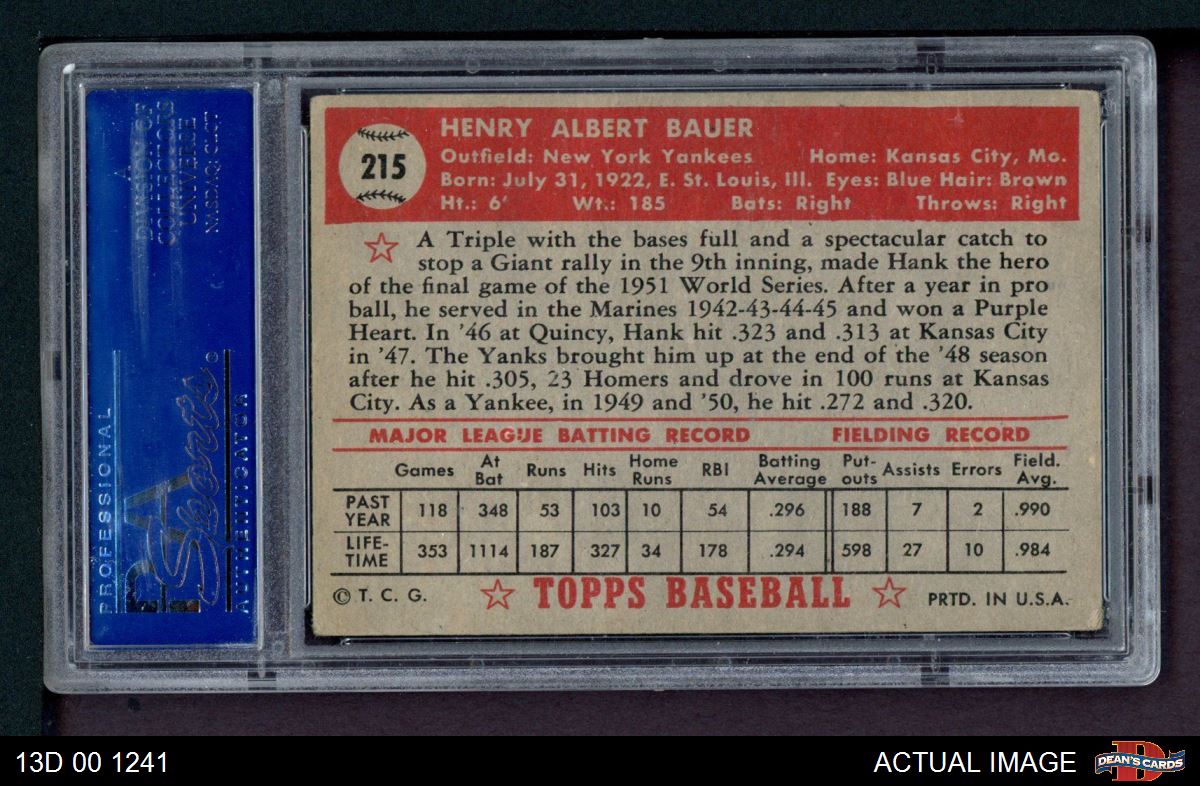 A
DIVISION OF
COLLECTORS
UNIVERSE
NASDAQ: CLCT
PROFESSIONAL
PSA
Sports
AUTHENTICATOR
215
HENRY ALBERT BAUER
Outfield: New York Yankees Home: Kansas City, Mo.
Born: July 31, 1922, E. St. Louis, Ill. Eyes: Blue Hair: Brown
Ht.: 6' Wt.: 185 Bats: Right Throws: Right
A Triple with the bases full and a spectacular catch to
stop a Giant rally in the 9th inning, made Hank the hero
of the final game of the 1951 World Series. After a year in pro
ball, he served in the Marines 1942-43-44-45 and won a Purple
Heart. In '46 at Quincy, Hank hit .323 and .313 at Kansas City
in '47. The Yanks brought him up at the end of the '48 season
after he hit .305, 23 Homers and drove in 100 runs at Kansas
City. As a Yankee, in 1949 and '50, he hit .272 and .320.
MAJOR LEAGUE BATTING RECORD FIELDING RECORD
Games At Bat Runs Hits Home Runs RBI Batting Average Put-outs Assists Errors Field. Avg.
PAST YEAR 118 348 53 103 10 54 .296 188 7 2 .990
LIFE-TIME 353 1114 187 327 34 178 .294 598 27 10 .984
© T. C. G. TOPPS BASEBALL PRTD. IN U.S.A.
13D 00 1241 ACTUAL IMAGE DEAN'S CARDS